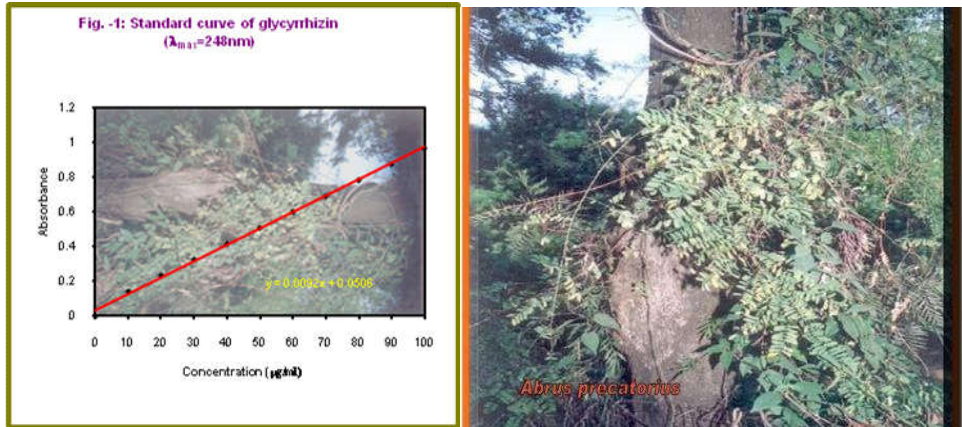 Fig. -1: Standard curve of glycyrrhizin
(λmax=248nm)
1.2
1
0.8
0.6
0.4
0.2
0
Absorbance
y = 0.0092x + 0.0508
0 10 20 30 40 50 60 70 80 90 100
Concentration (µg/ml)
Abrus precatorius